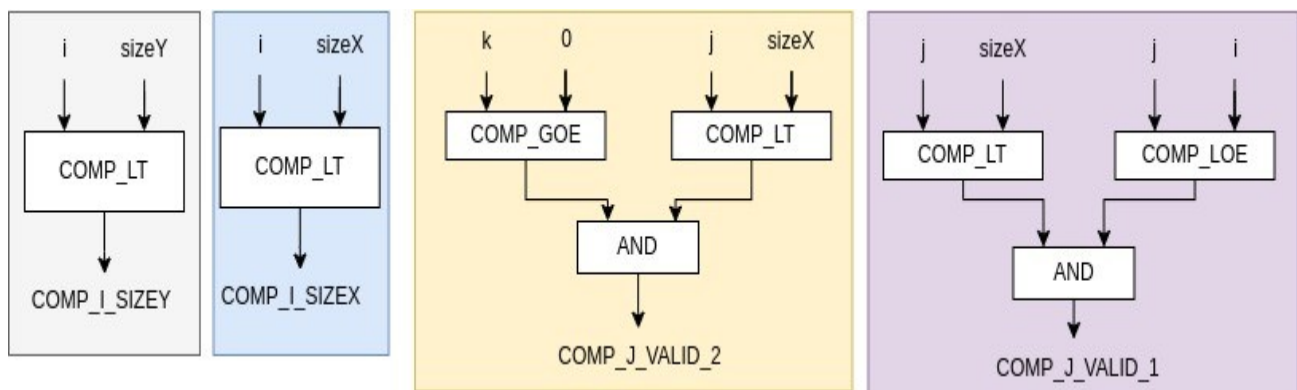 i sizeY
COMP_LT
COMP_I_SIZEY
i sizeX
COMP_LT
COMP_I_SIZEX
k 0 j sizeX
COMP_GOE COMP_LT
AND
COMP_J_VALID_2
j sizeX j i
COMP_LT COMP_LOE
AND
COMP_J_VALID_1